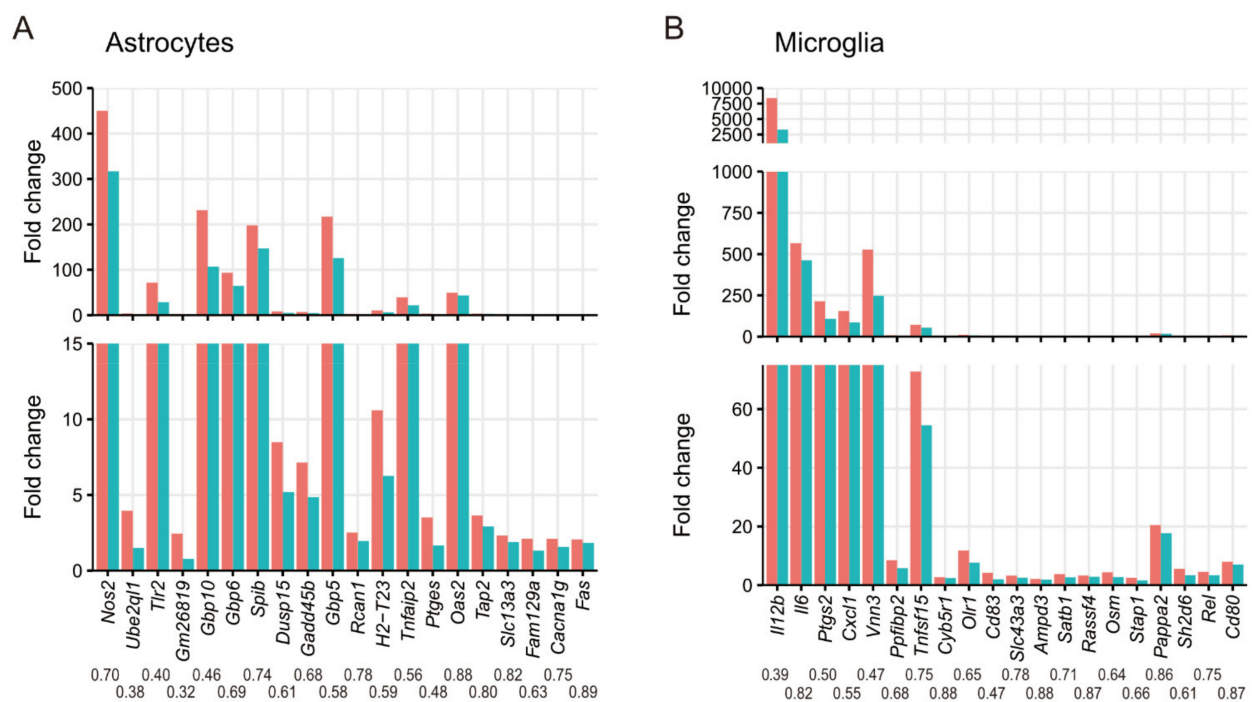 A
Astrocytes
500
400
300
200
100
0
Fold change
15
10
5
0
Fold change
Nos2
Ube2ql1
Tlr2
Gm26819
Gbp10
Gbp6
Spib
Dusp15
Gadd45b
Gbp5
Rcan1
H2−T23
Tnfaip2
Ptges
Oas2
Tap2
Slc13a3
Fam129a
Cacna1g
Fas
0.70 0.40 0.46 0.74 0.68 0.78 0.56 0.88 0.82 0.75
0.38 0.32 0.69 0.61 0.58 0.59 0.48 0.80 0.63 0.89
B
Microglia
10000
7500
5000
2500
1000
750
500
250
0
Fold change
60
40
20
0
Fold change
Il12b
Il6
Ptgs2
Cxcl1
Vnn3
Ppfibp2
Tnfsf15
Cyb5r1
Olr1
Cd83
Slc43a3
Ampd3
Satb1
Rassf4
Osm
Stap1
Pappa2
Sh2d6
Rel
Cd80
0.39 0.50 0.47 0.75 0.65 0.78 0.71 0.64 0.86 0.75
0.82 0.55 0.68 0.88 0.47 0.88 0.87 0.66 0.61 0.87